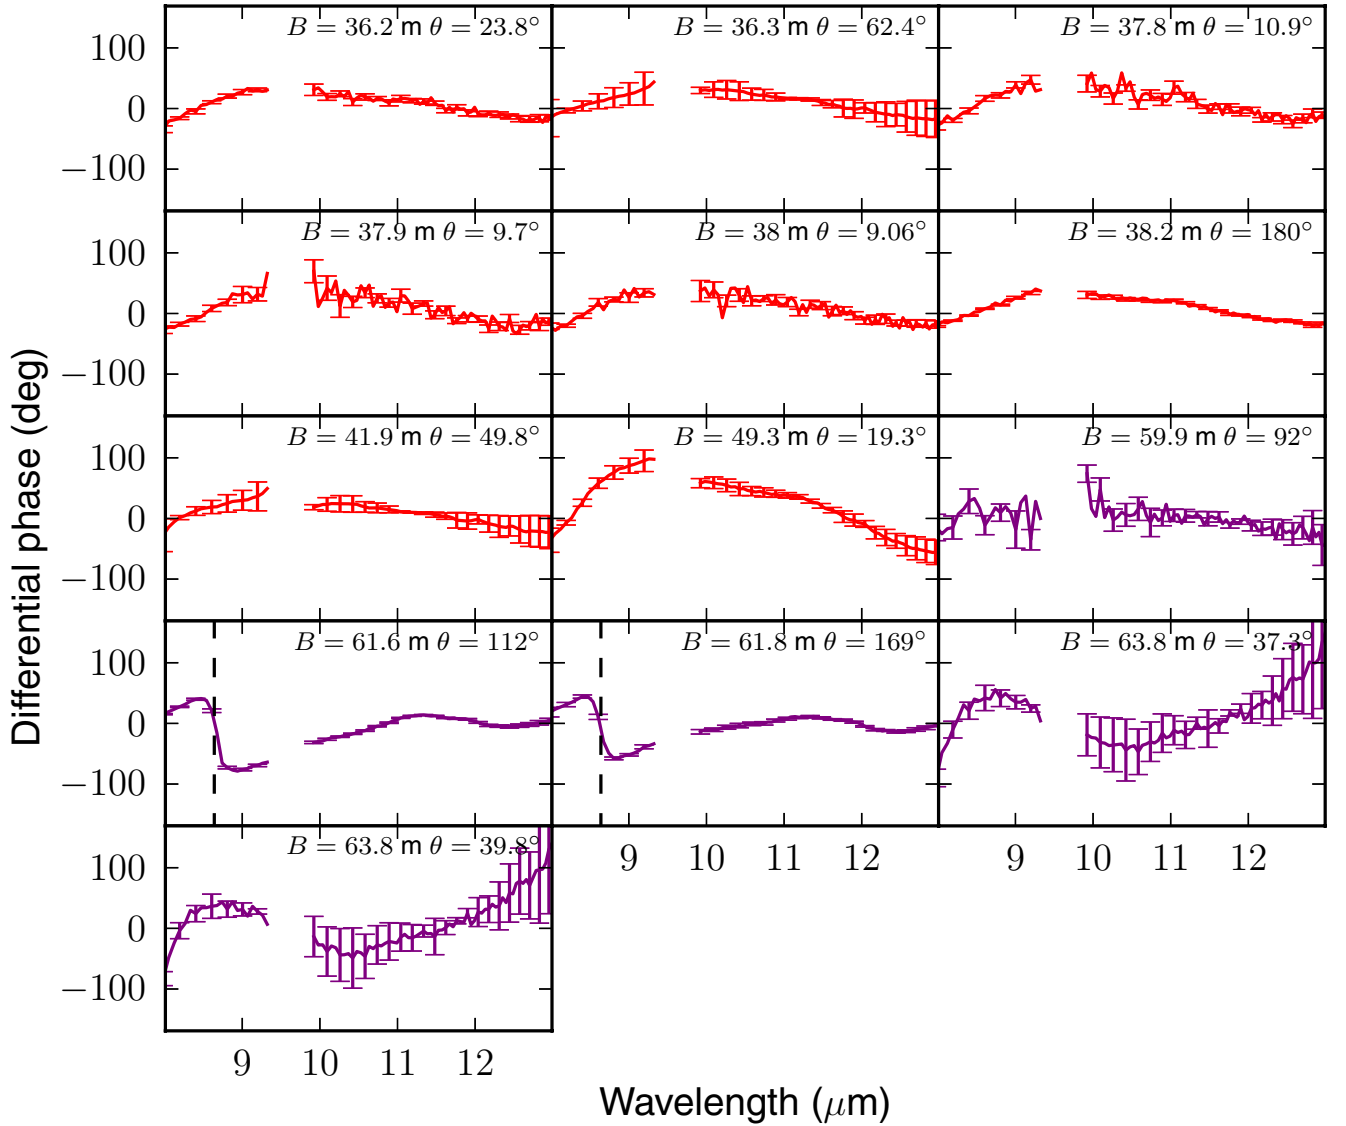 B = 36.2 m θ = 23.8°
B = 36.3 m θ = 62.4°
B = 37.8 m θ = 10.9°
100
0
−100
B = 37.9 m θ = 9.7°
B = 38 m θ = 9.06°
B = 38.2 m θ = 180°
100
0
−100
B = 41.9 m θ = 49.8°
B = 49.3 m θ = 19.3°
B = 59.9 m θ = 92°
100
0
−100
B = 61.6 m θ = 112°
B = 61.8 m θ = 169°
B = 63.8 m θ = 37.3°
100
0
−100
9 10 11 12
9 10 11 12
B = 63.8 m θ = 39.8°
100
0
−100
9 10 11 12
Differential phase (deg)
Wavelength (μm)